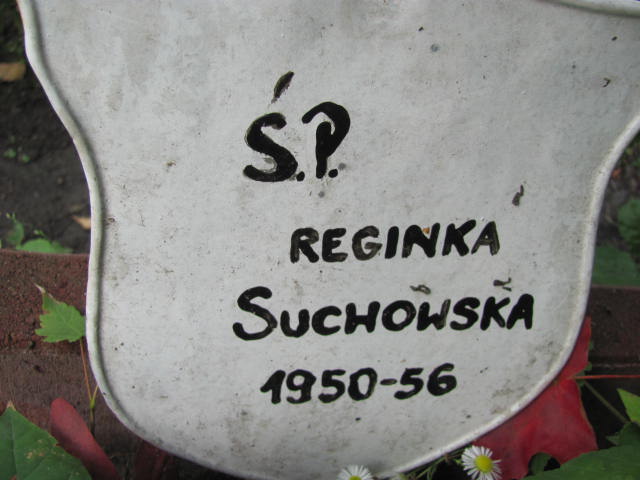 Ś.P.
REGINKA
SUCHOWSKA
1950-56